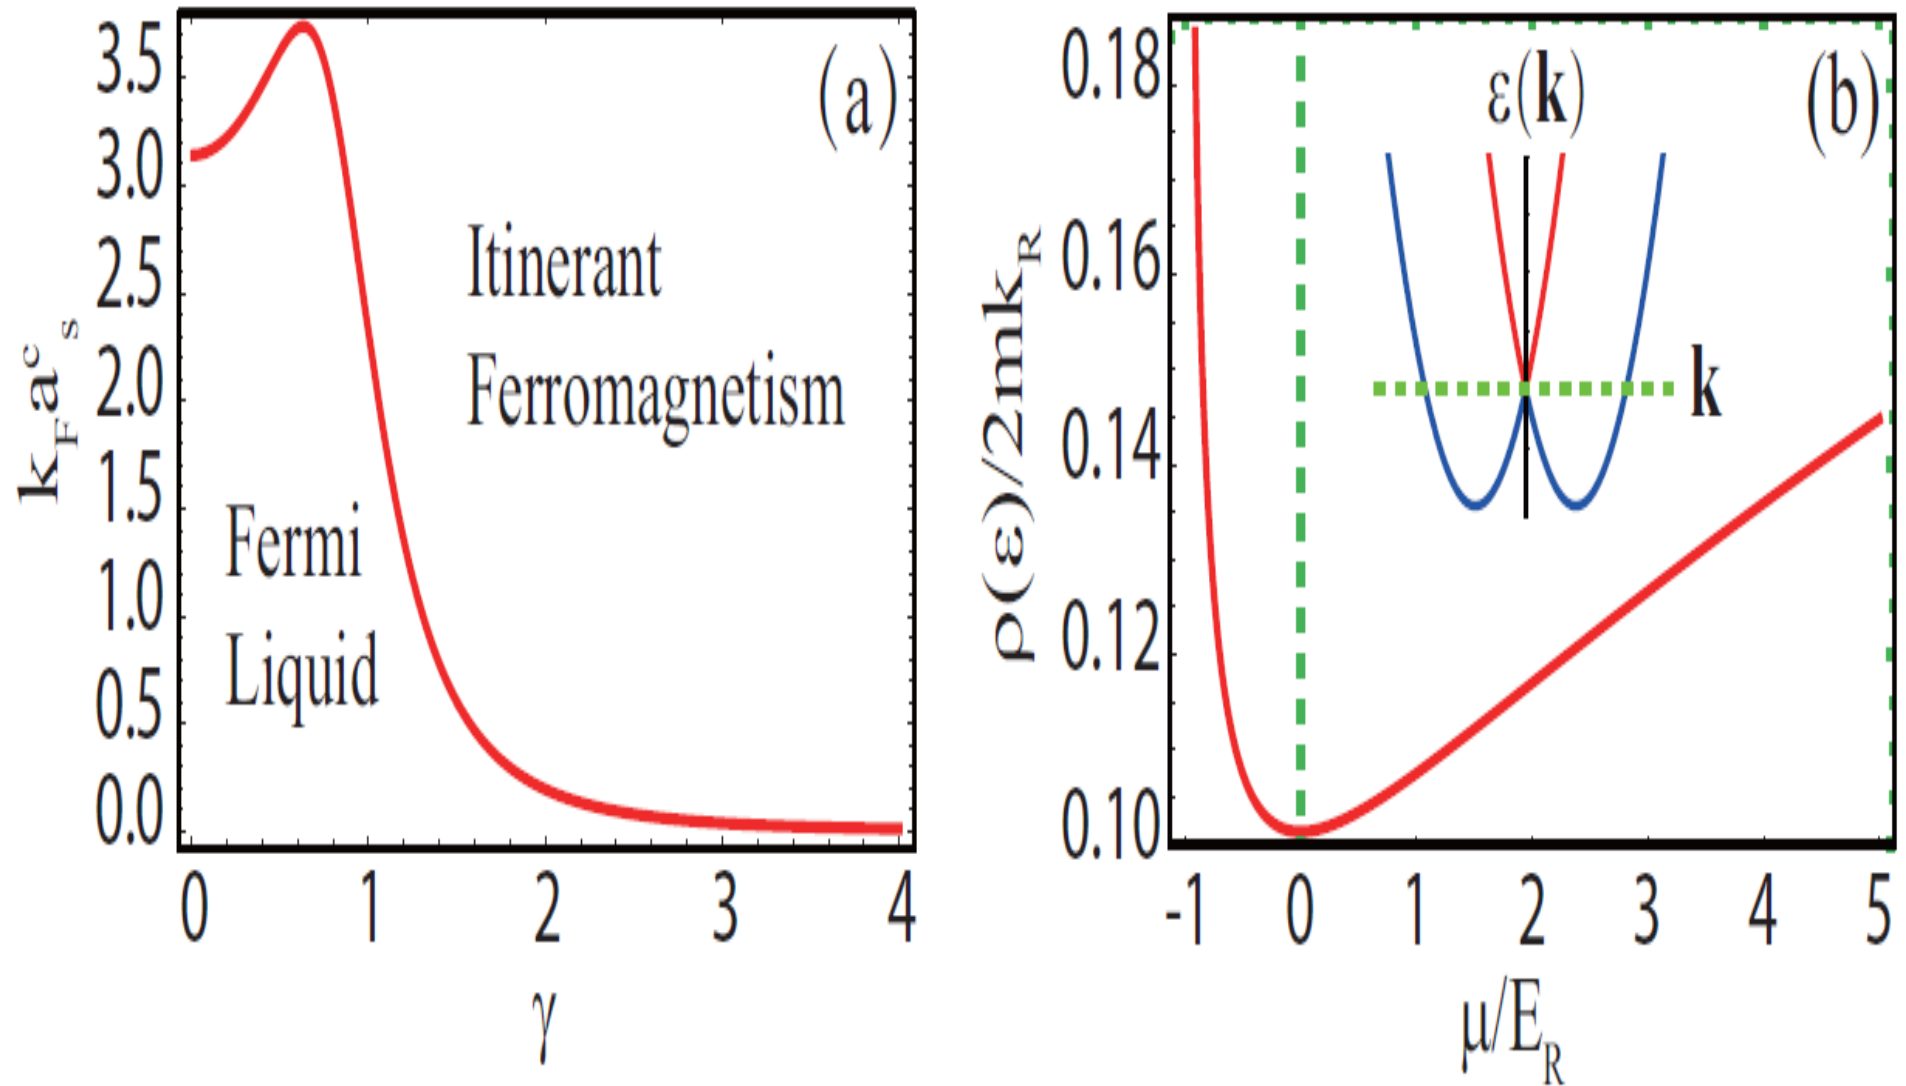 (a)
3.5
3.0
2.5
2.0
1.5
1.0
0.5
0.0
k_F a^c_s
Itinerant
Ferromagnetism
Fermi
Liquid
0 1 2 3 4
γ
(b)
0.18
0.16
0.14
0.12
0.10
ρ(ε)/2mk_R
ε(k)
k
-1 0 1 2 3 4 5
μ/E_R